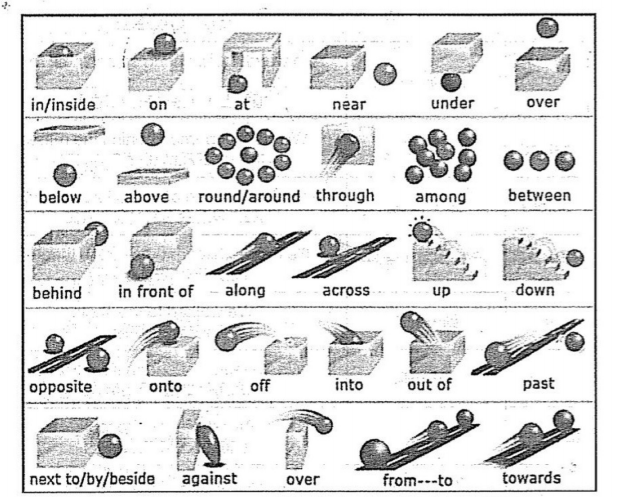 in/inside on at near under over
below above round/around through among between
behind in front of along across up down
opposite onto off into out of past
next to/by/beside against over from---to towards